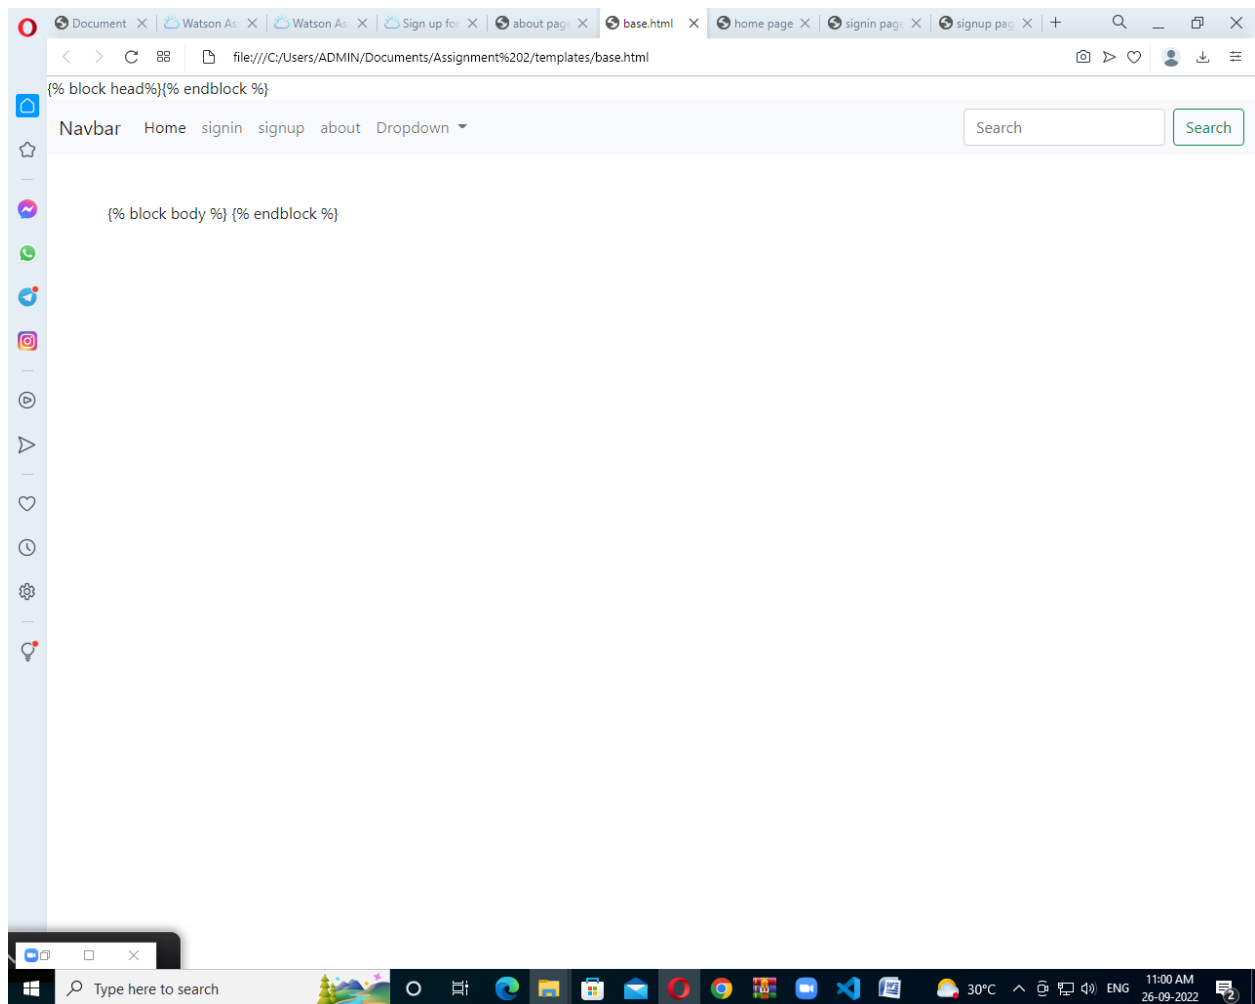 Document
Watson As
Watson As
Sign up fo
about page
base.html
home page
signin page
signup pag
file:///C:/Users/ADMIN/Documents/Assignment%202/templates/base.html
{% block head%}{% endblock %}
Navbar Home signin signup about Dropdown Search Search
{% block body %} {% endblock %}
Type here to search
30°C
ENG
11:00 AM
26-09-2022
2